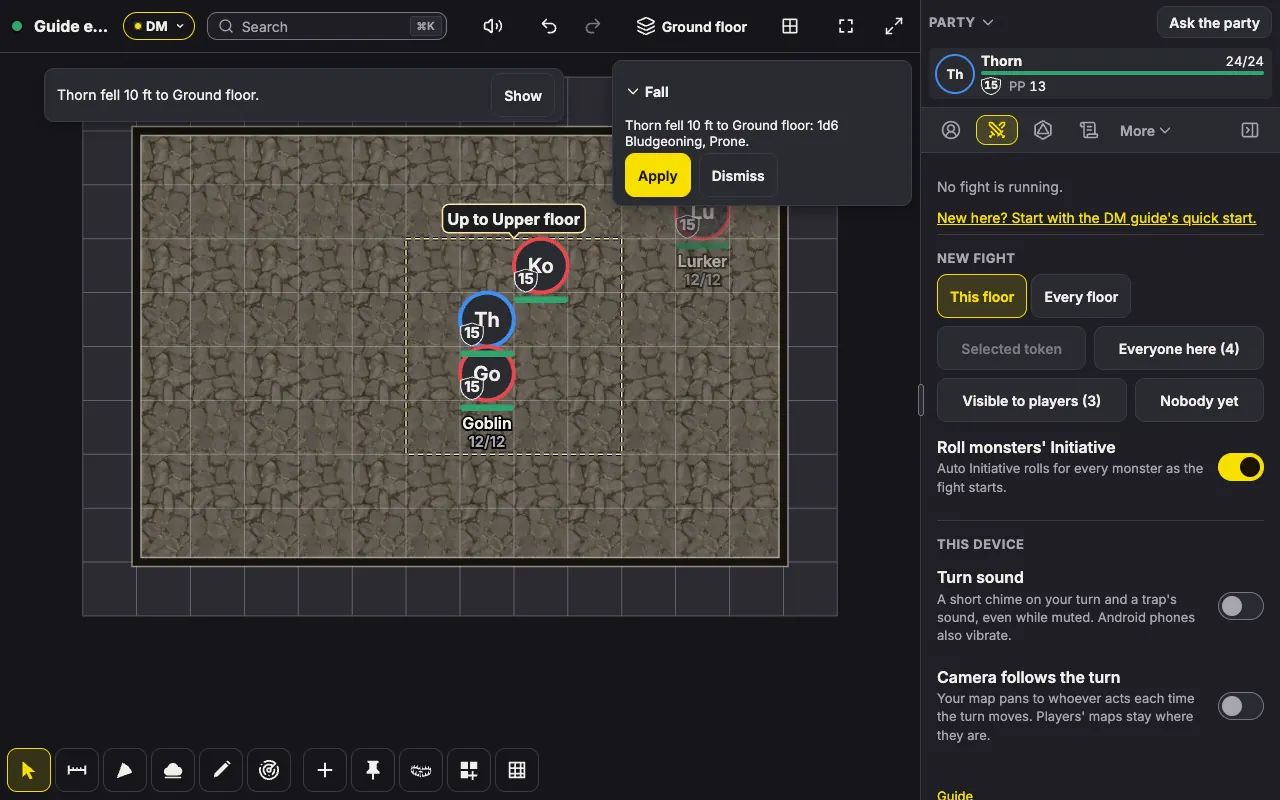 Guide e...
DM
Search
⌘K
Ground floor
PARTY
Ask the party
Th
Thorn
24/24
15
PP 13
Thorn fell 10 ft to Ground floor.
Show
Fall
Thorn fell 10 ft to Ground floor: 1d6
Bludgeoning, Prone.
Apply
Dismiss
More
Up to Upper floor
Lu
15
Lurker
12/12
Ko
15
Th
15
Go
15
Goblin
12/12
No fight is running.
New here? Start with the DM guide's quick start.
NEW FIGHT
This floor
Every floor
Selected token
Everyone here (4)
Visible to players (3)
Nobody yet
Roll monsters' Initiative
Auto Initiative rolls for every monster as the
fight starts.
THIS DEVICE
Turn sound
A short chime on your turn and a trap's
sound, even while muted. Android phones
also vibrate.
Camera follows the turn
Your map pans to whoever acts each time
the turn moves. Players' maps stay where
they are.
Guide